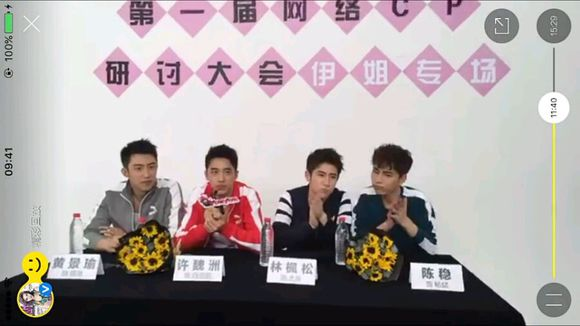 100%
15:29
第一届网络CP
研讨大会伊姐专场
11:40
09:41
黄景瑜
许魏洲
林楓松
陈稳